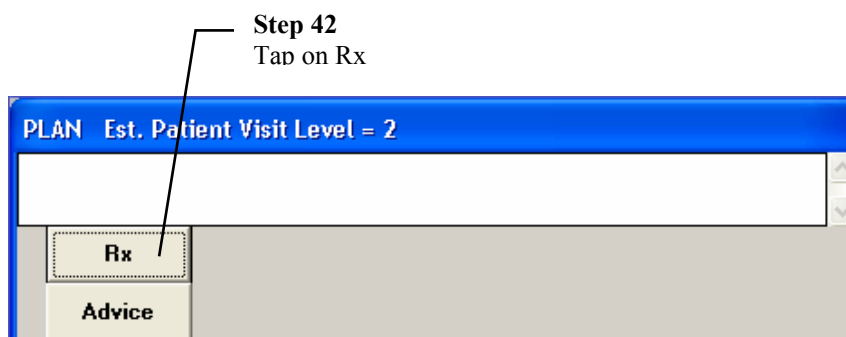 Step 42
Tap on Rx
PLAN Est. Patient Visit Level = 2
Rx
Advice